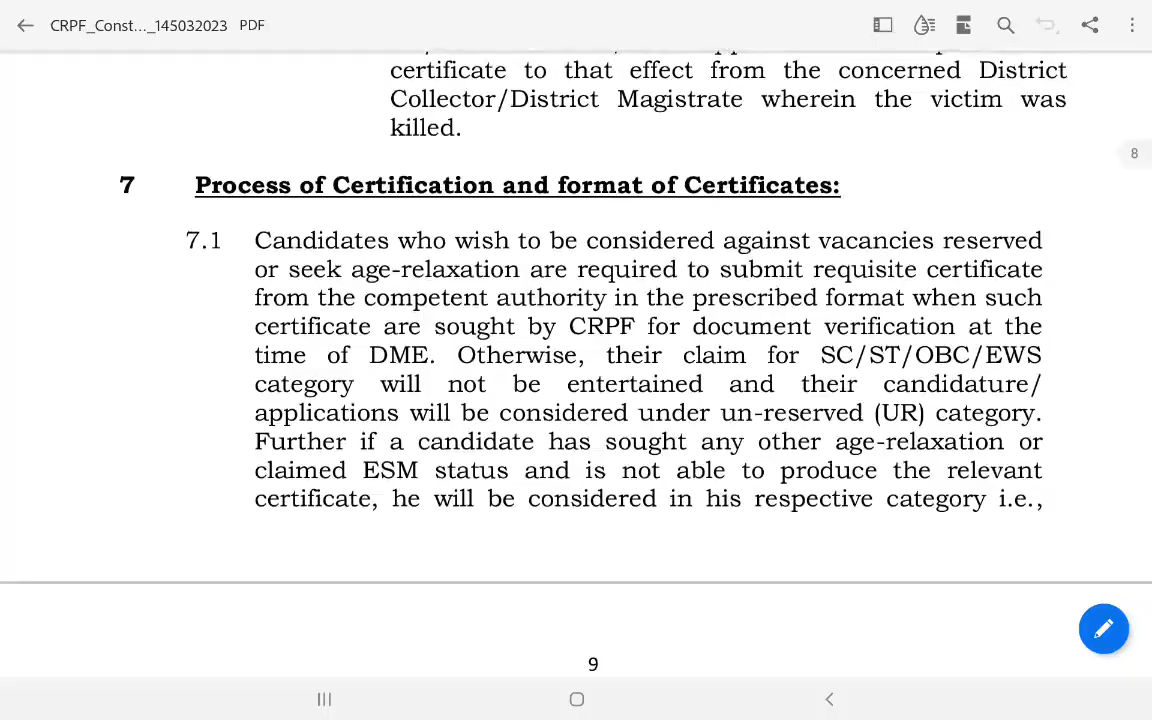 CRPF_Const..._145032023 PDF
certificate to that effect from the concerned District
Collector/District Magistrate wherein the victim was
killed.
8
7 Process of Certification and format of Certificates:
7.1 Candidates who wish to be considered against vacancies reserved
or seek age-relaxation are required to submit requisite certificate
from the competent authority in the prescribed format when such
certificate are sought by CRPF for document verification at the
time of DME. Otherwise, their claim for SC/ST/OBC/EWS
category will not be entertained and their candidature/
applications will be considered under un-reserved (UR) category.
Further if a candidate has sought any other age-relaxation or
claimed ESM status and is not able to produce the relevant
certificate, he will be considered in his respective category i.e.,
9